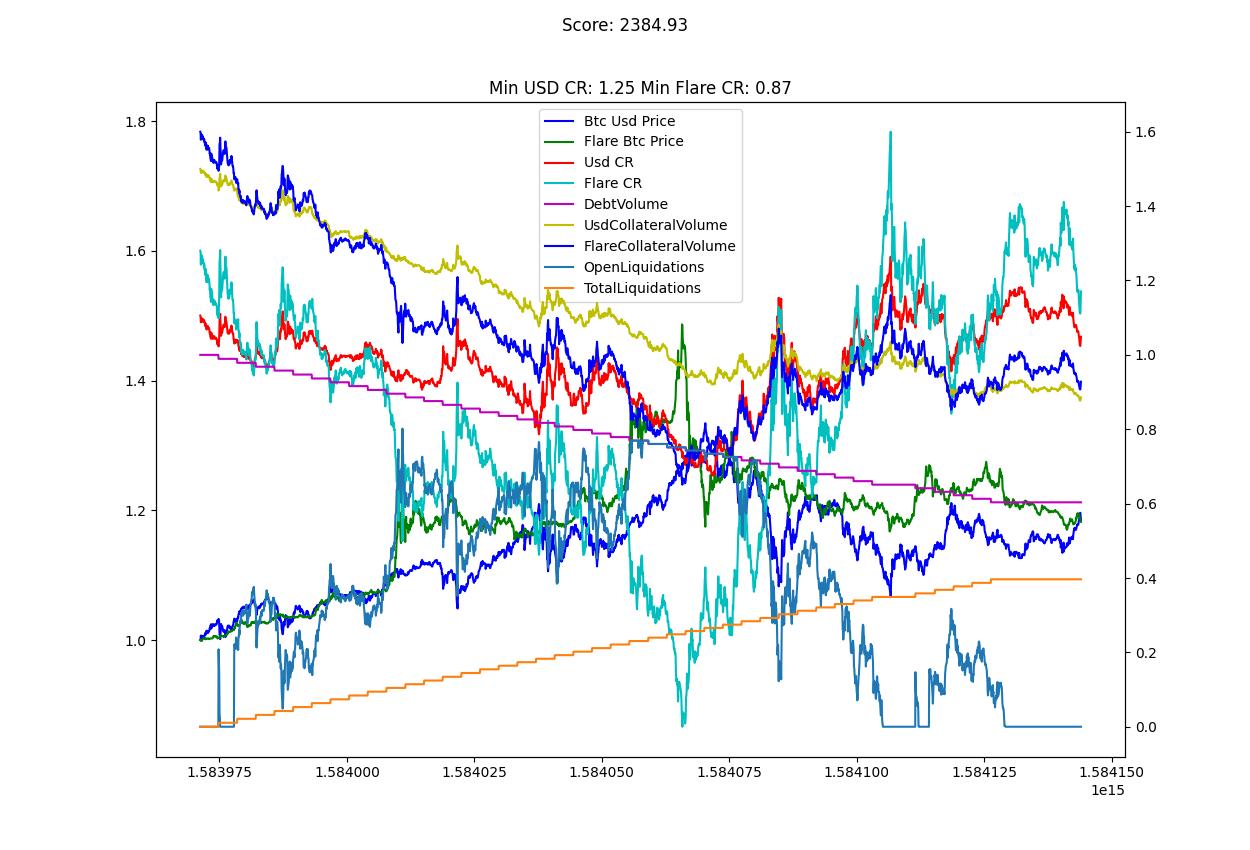 Score: 2384.93
Min USD CR: 1.25 Min Flare CR: 0.87
Btc Usd Price
Flare Btc Price
Usd CR
Flare CR
DebtVolume
UsdCollateralVolume
FlareCollateralVolume
OpenLiquidations
TotalLiquidations
1.8
1.6
1.4
1.2
1.0
1.6
1.4
1.2
1.0
0.8
0.6
0.4
0.2
0.0
1.583975
1.584000
1.584025
1.584050
1.584075
1.584100
1.584125
1.584150
1e15